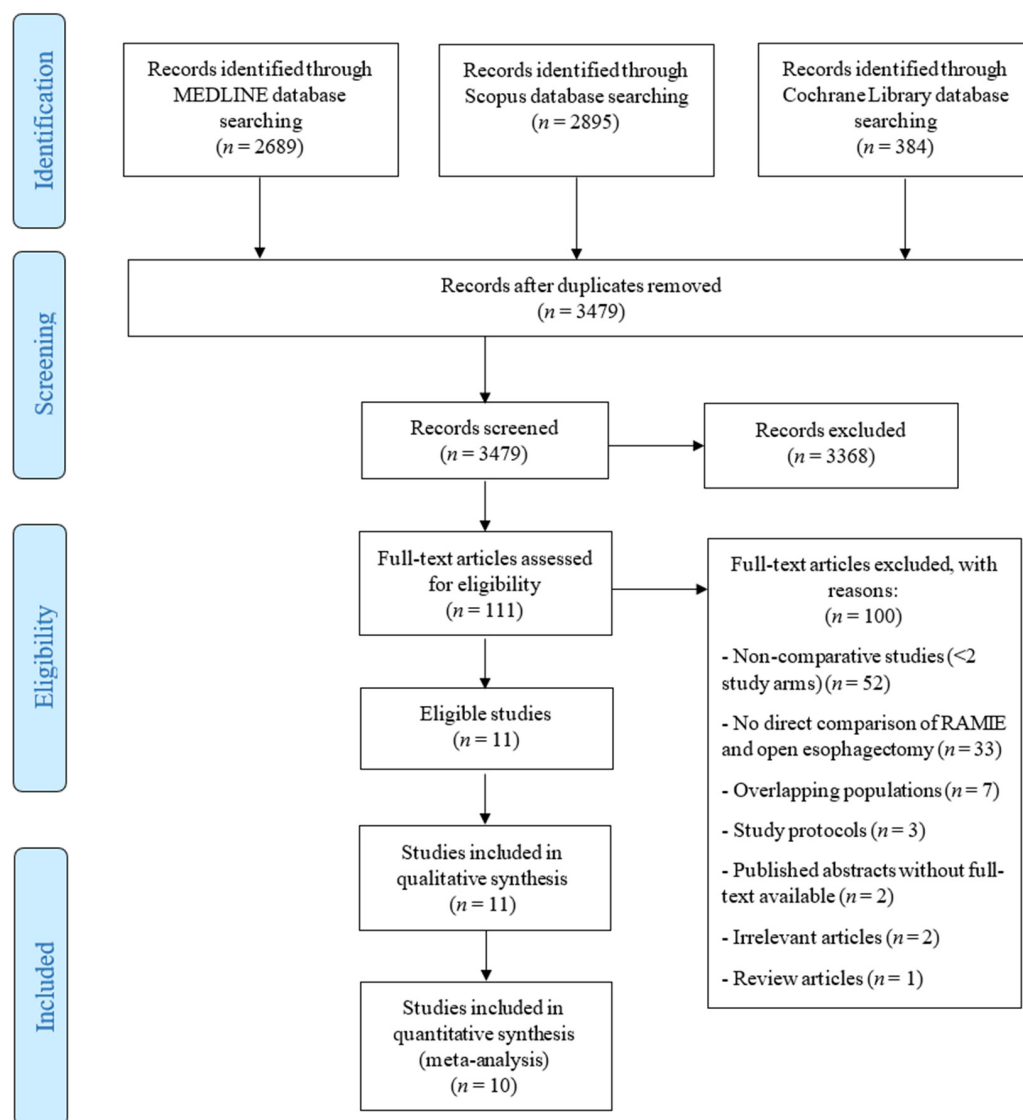 Identification
Records identified through
MEDLINE database
searching
(n = 2689)
Records identified through
Scopus database searching
(n = 2895)
Records identified through
Cochrane Library database
searching
(n = 384)
Screening
Records after duplicates removed
(n = 3479)
Records screened
(n = 3479)
Records excluded
(n = 3368)
Eligibility
Full-text articles assessed
for eligibility
(n = 111)
Full-text articles excluded, with
reasons:
(n = 100)
- Non-comparative studies (<2
study arms) (n = 52)
- No direct comparison of RAMIE
and open esophagectomy (n = 33)
- Overlapping populations (n = 7)
- Study protocols (n = 3)
- Published abstracts without full-
text available (n = 2)
- Irrelevant articles (n = 2)
- Review articles (n = 1)
Eligible studies
(n = 11)
Included
Studies included in
qualitative synthesis
(n = 11)
Studies included in
quantitative synthesis
(meta-analysis)
(n = 10)